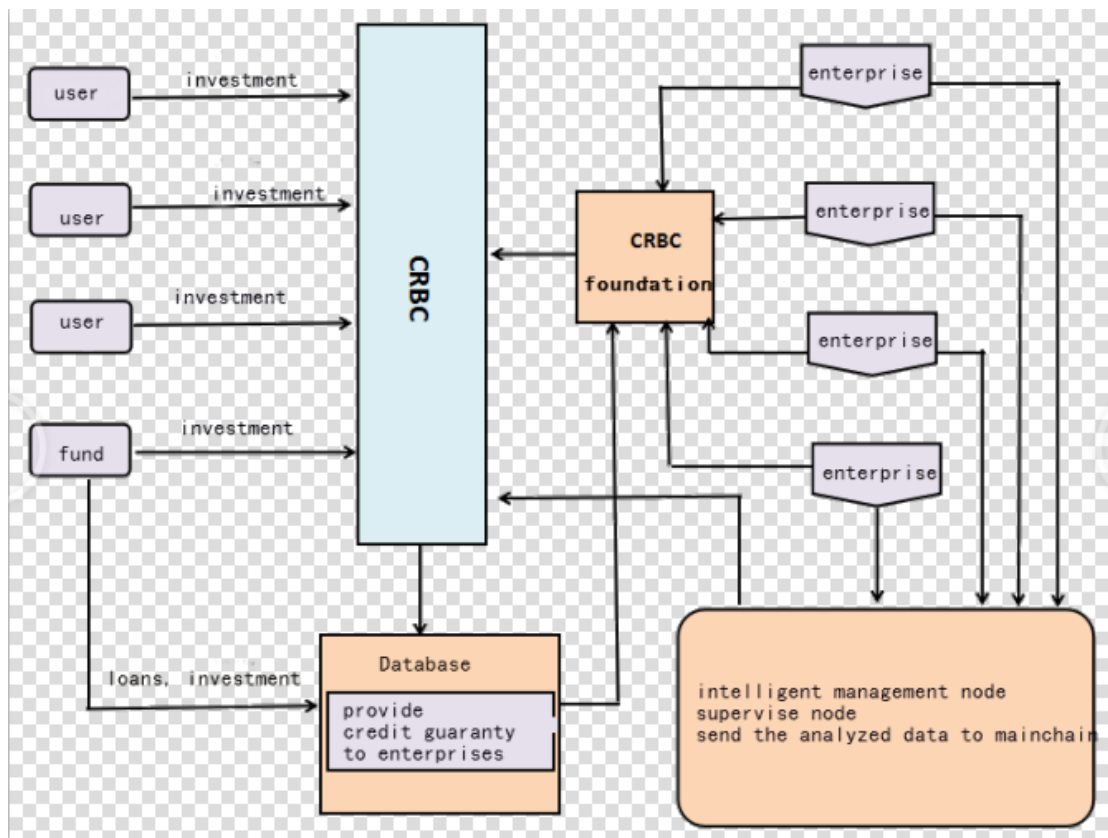 user
investment
user
investment
user
investment
fund
investment
loans, investment
CRBC
Database
provide
credit guaranty
to enterprises
CRBC
foundation
enterprise
enterprise
enterprise
enterprise
intelligent management node
supervise node
send the analyzed data to mainchain